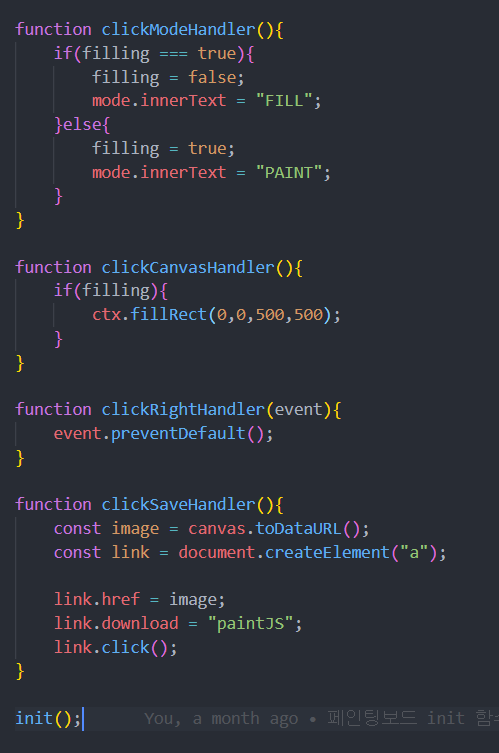 function clickModeHandler(){
    if(filling === true){
        filling = false;
        mode.innerText = "FILL";
    }else{
        filling = true;
        mode.innerText = "PAINT";
    }
}

function clickCanvasHandler(){
    if(filling){
        ctx.fillRect(0,0,500,500);
    }
}

function clickRightHandler(event){
    event.preventDefault();
}

function clickSaveHandler(){
    const image = canvas.toDataURL();
    const link = document.createElement("a");

    link.href = image;
    link.download = "paintJS";
    link.click();
}

init();     You, a month ago • 페인팅보드 init 함